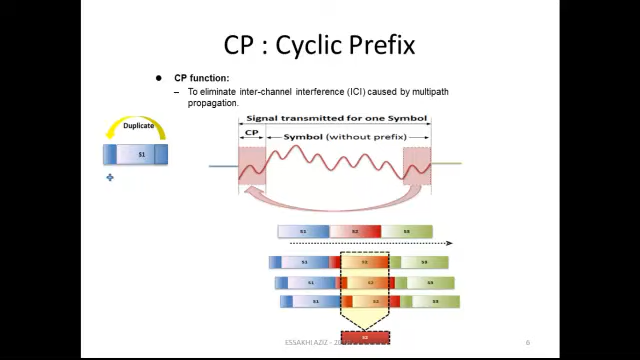 CP : Cyclic Prefix
● CP function:
– To eliminate inter-channel interference (ICI) caused by multipath
propagation.
Duplicate
S1
Signal transmitted for one Symbol
CP
Symbol (without prefix)
S1 S2 S3
S1 S2 S3
S1 S2 S3
S1 S2 S3
S2
ESSAKHI AZIZ - 20
6